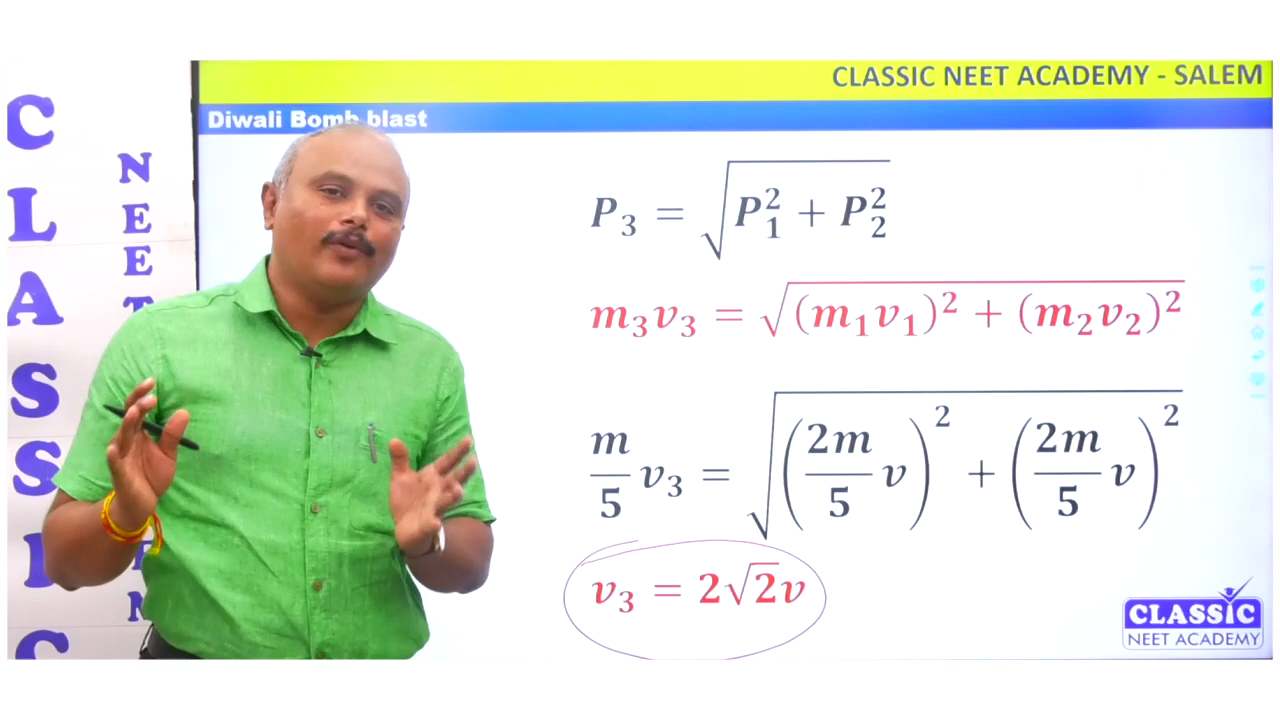 CLASSIC NEET ACADEMY - SALEM
Diwali Bomb blast
P₃ = √(P₁² + P₂²)
m₃v₃ = √((m₁v₁)² + (m₂v₂)²)
m/5 v₃ = √((2m/5 v)² + (2m/5 v)²)
v₃ = 2√2v
CLASSIC
NEET ACADEMY
C
L
A
S
S
I
C
N
E
E
T